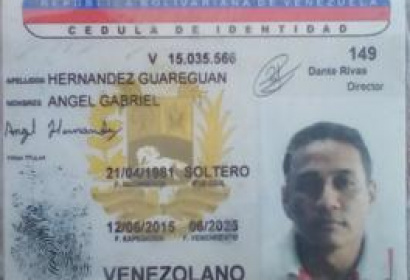 REPUBLICA BOLIVARIANA DE VENEZUELA
CEDULA DE IDENTIDAD
V 15.035.566
149
APELLIDOS HERNANDEZ GUAREGUAN
NOMBRES ANGEL GABRIEL
Dante Rivas
Director
Angel Hernandez
FIRMA TITULAR
21/04/1981 SOLTERO
F. NACIMIENTO EDO CIVIL
12/06/2015 06/2025
F. EXPEDICION F. VENCIMIENTO
VENEZOLANO